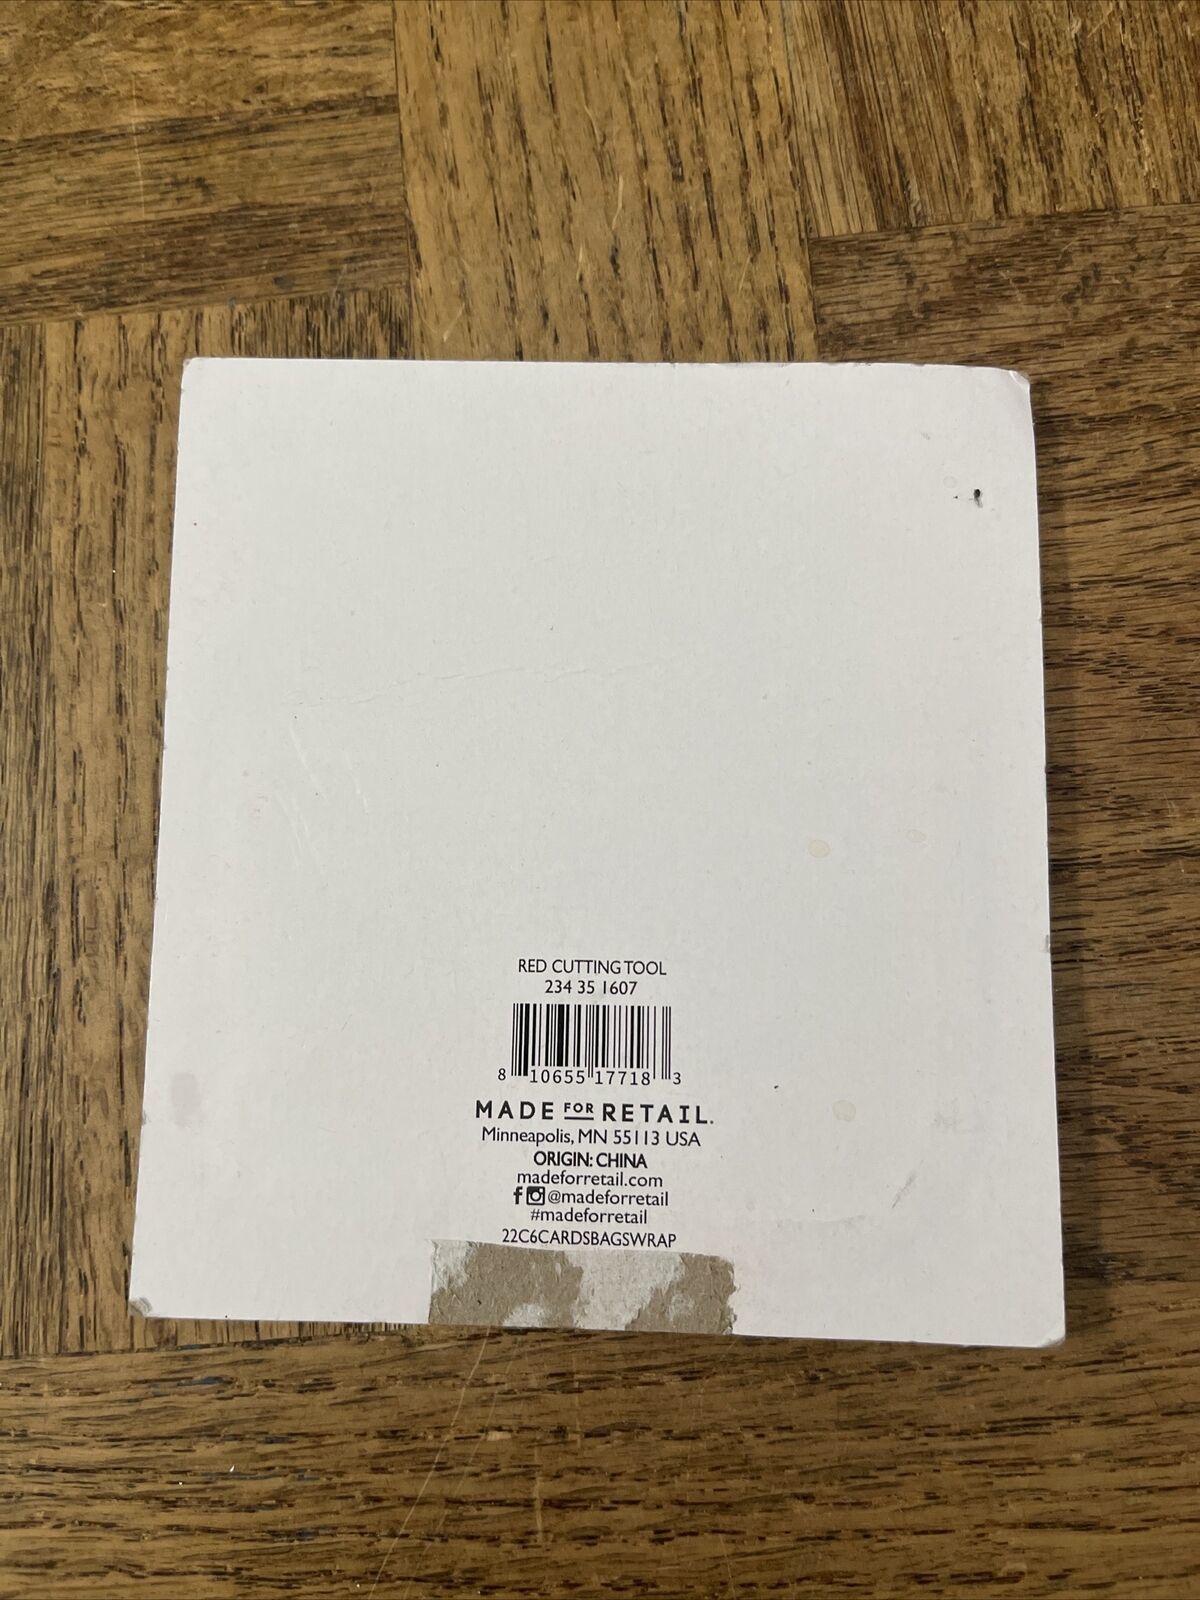 RED CUTTING TOOL
234 35 1607
8 10655 17718 3
MADE FOR RETAIL.
Minneapolis, MN 55113 USA
ORIGIN: CHINA
madeforretail.com
@madeforretail
#madeforretail
22C6CARDSBAGSWRAP